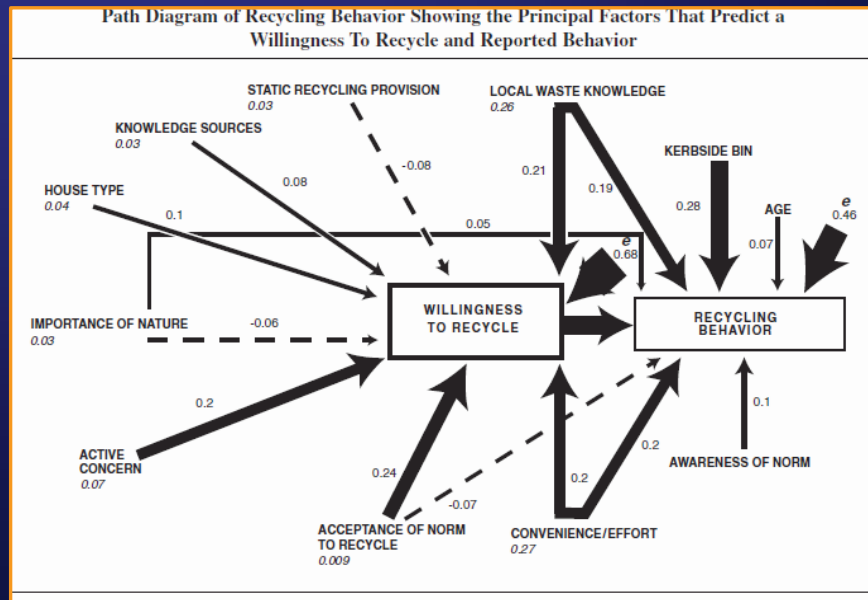 Path Diagram of Recycling Behavior Showing the Principal Factors That Predict a
Willingness To Recycle and Reported Behavior
STATIC RECYCLING PROVISION
0.03
LOCAL WASTE KNOWLEDGE
0.26
KNOWLEDGE SOURCES
0.03
KERBSIDE BIN
HOUSE TYPE
0.04
-0.08
0.21
0.08
0.19
0.28
AGE
e
0.46
0.1
0.05
0.07
e
0.68
WILLINGNESS
TO RECYCLE
RECYCLING
BEHAVIOR
IMPORTANCE OF NATURE
0.03
-0.06
0.2
0.1
ACTIVE
CONCERN
0.07
0.24
-0.07
0.2
0.2
AWARENESS OF NORM
ACCEPTANCE OF NORM
TO RECYCLE
0.009
CONVENIENCE/EFFORT
0.27